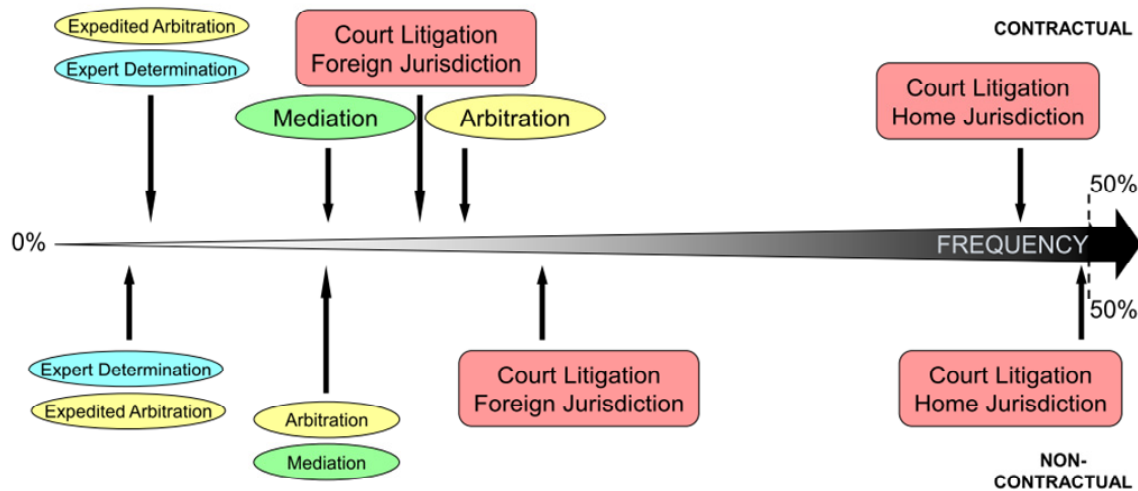 Expedited Arbitration
Expert Determination
Court Litigation
Foreign Jurisdiction
CONTRACTUAL
Mediation
Arbitration
Court Litigation
Home Jurisdiction
50%
0%
FREQUENCY
50%
Expert Determination
Expedited Arbitration
Arbitration
Mediation
Court Litigation
Foreign Jurisdiction
Court Litigation
Home Jurisdiction
NON-
CONTRACTUAL